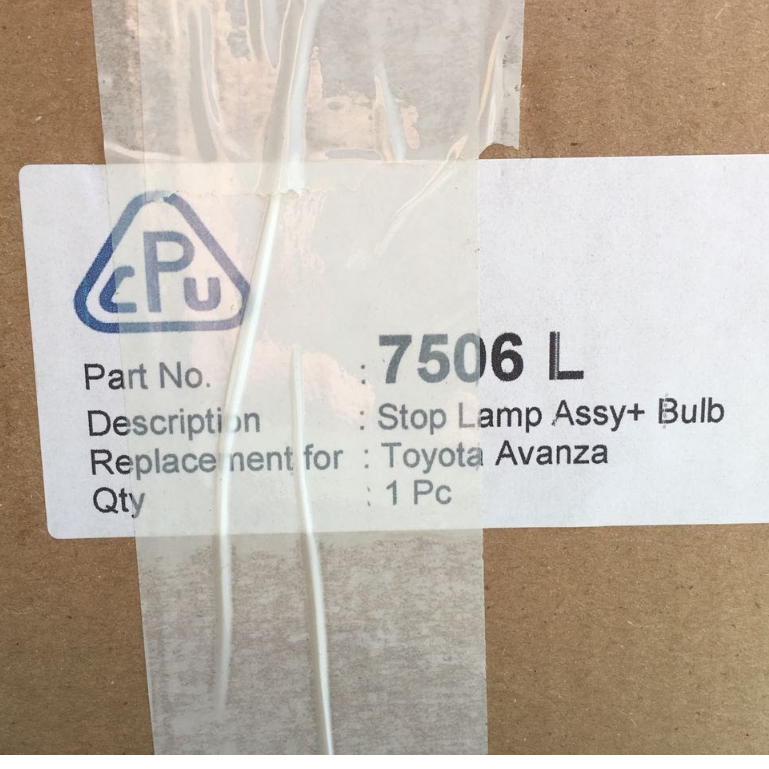 CPU
Part No. : 7506 L
Description : Stop Lamp Assy+ Bulb
Replacement for : Toyota Avanza
Qty : 1 Pc